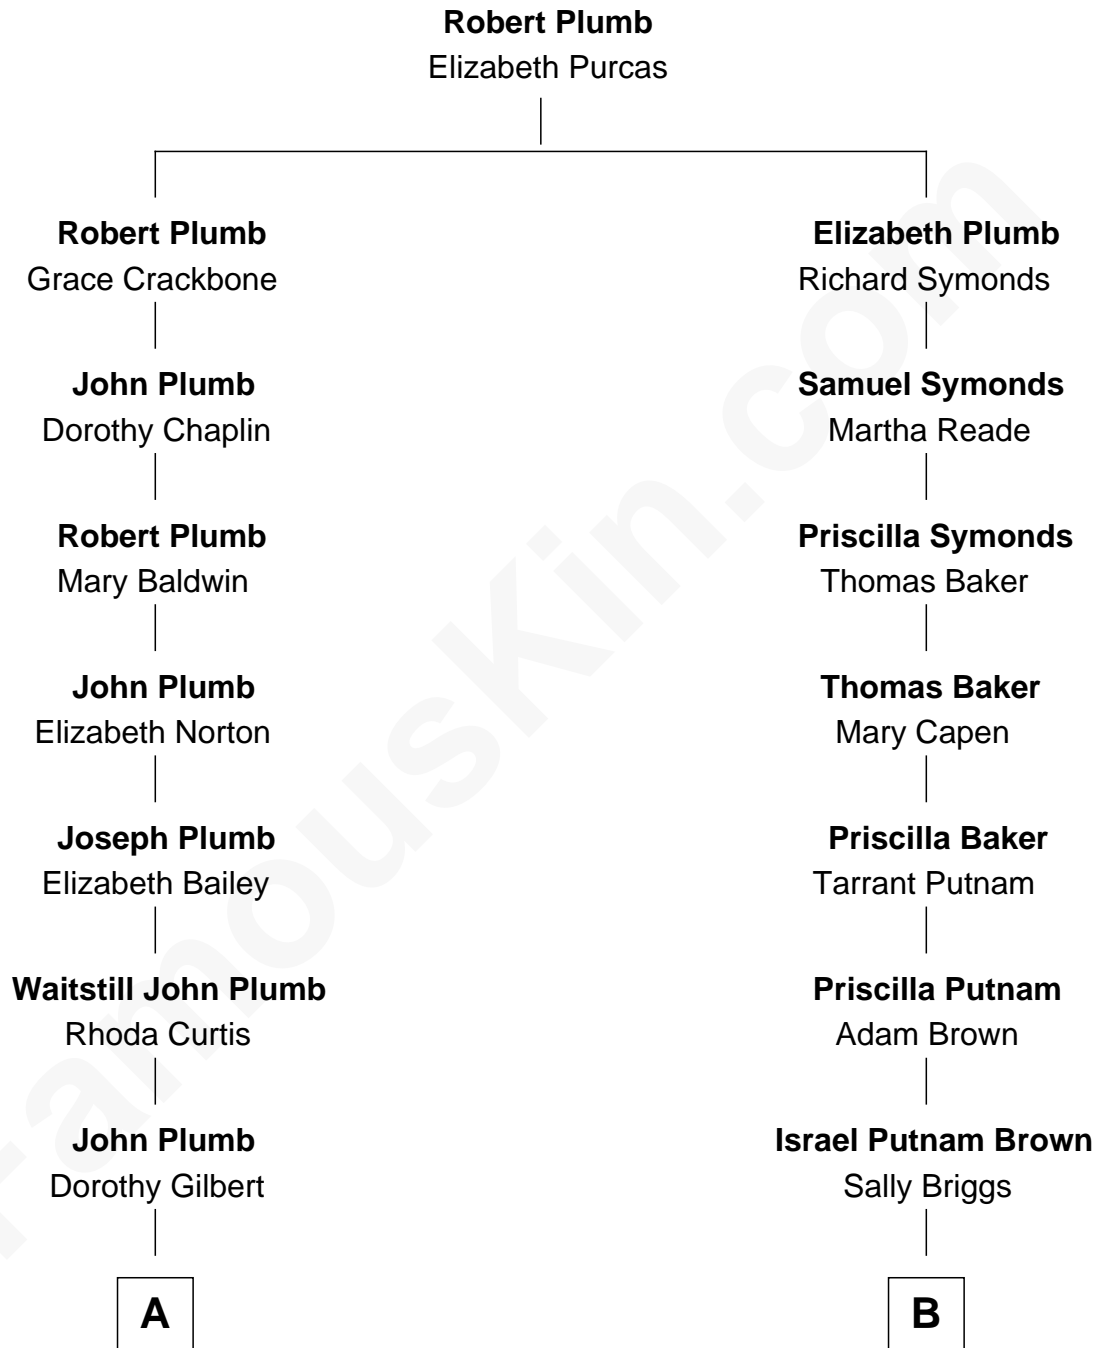 Robert Plumb
Elizabeth Purcas
Robert Plumb
Grace Crackbone
John Plumb
Dorothy Chaplin
Robert Plumb
Mary Baldwin
John Plumb
Elizabeth Norton
Joseph Plumb
Elizabeth Bailey
Waitstill John Plumb
Rhoda Curtis
John Plumb
Dorothy Gilbert
A
Elizabeth Plumb
Richard Symonds
Samuel Symonds
Martha Reade
Priscilla Symonds
Thomas Baker
Thomas Baker
Mary Capen
Priscilla Baker
Tarrant Putnam
Priscilla Putnam
Adam Brown
Israel Putnam Brown
Sally Briggs
B
FamousKin.com